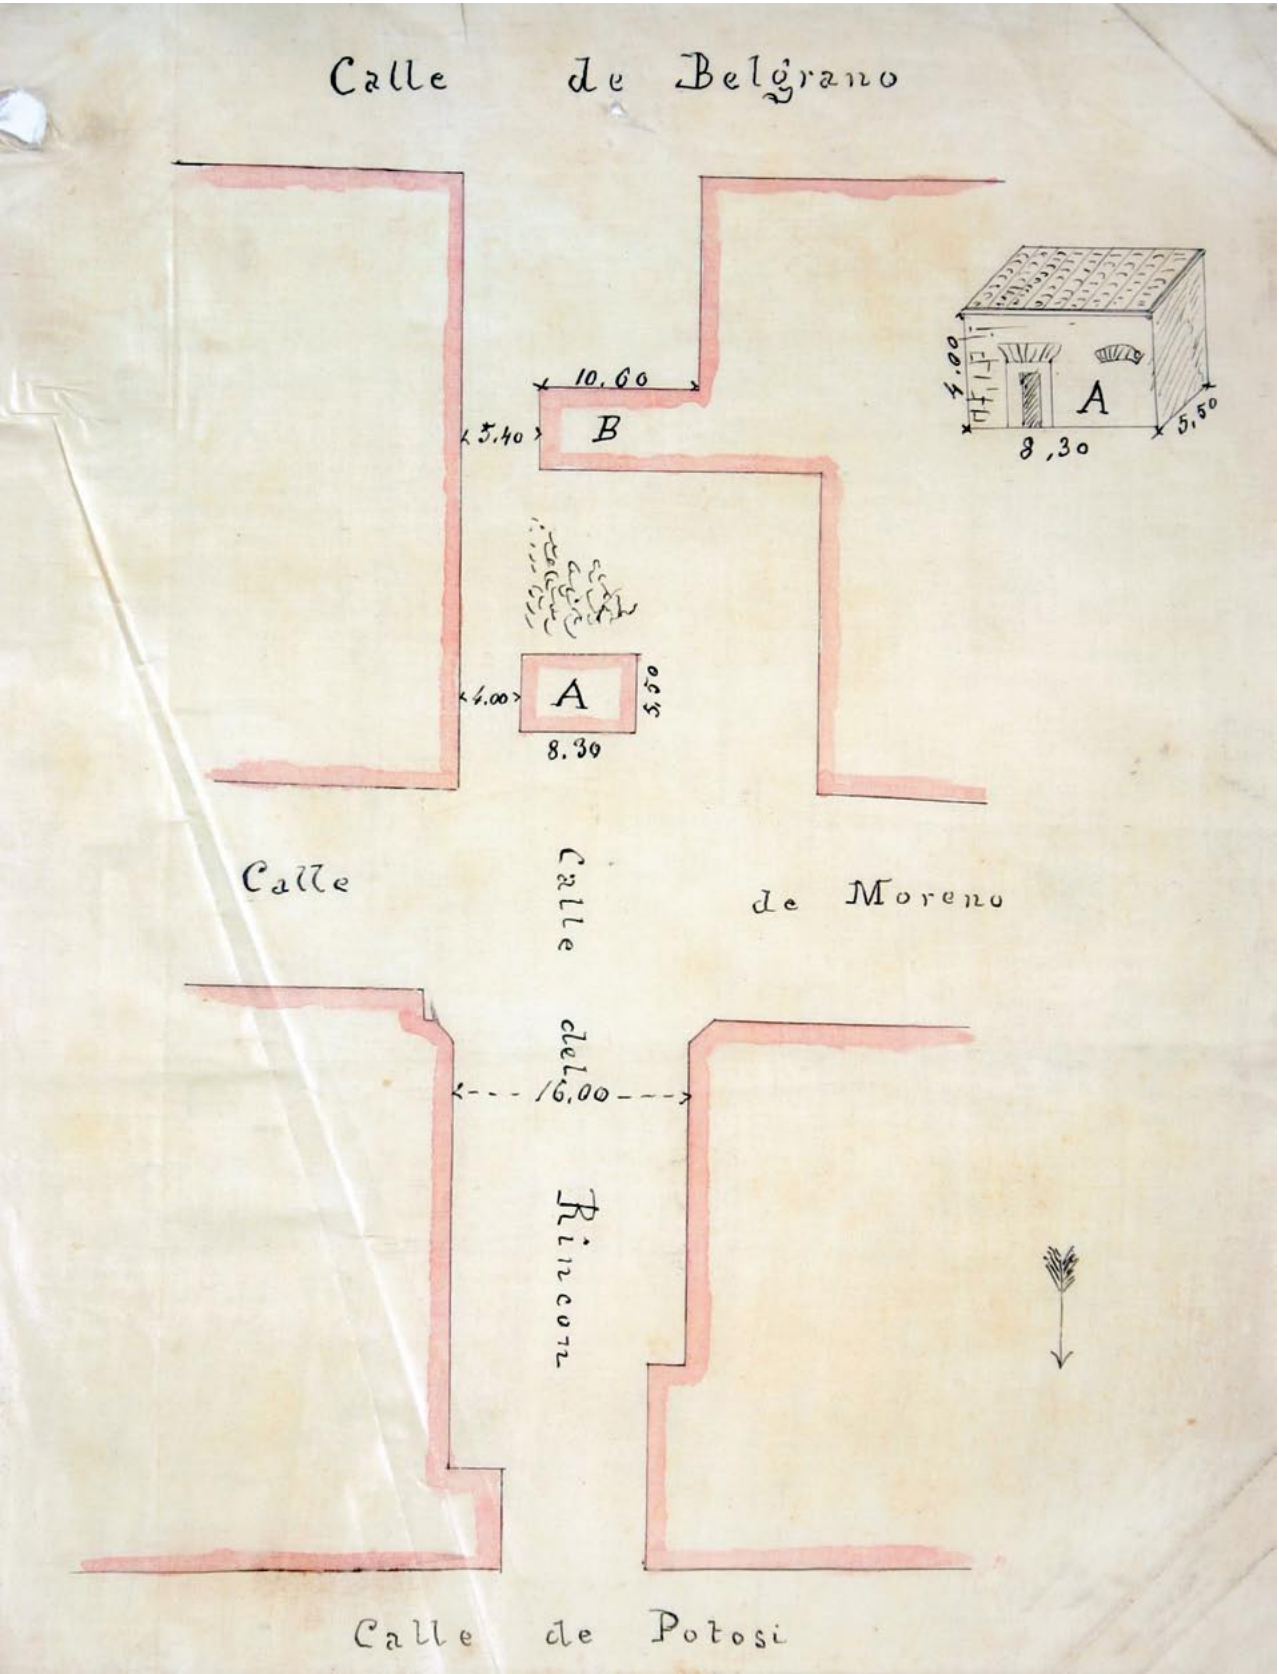 Calle de Belgrano
10.60
5.40
B
4.00
A
8,30
5,50
4.00
A
5,50
8.30
Calle de Moreno
Calle del Rincon
16.00
Calle de Potosi